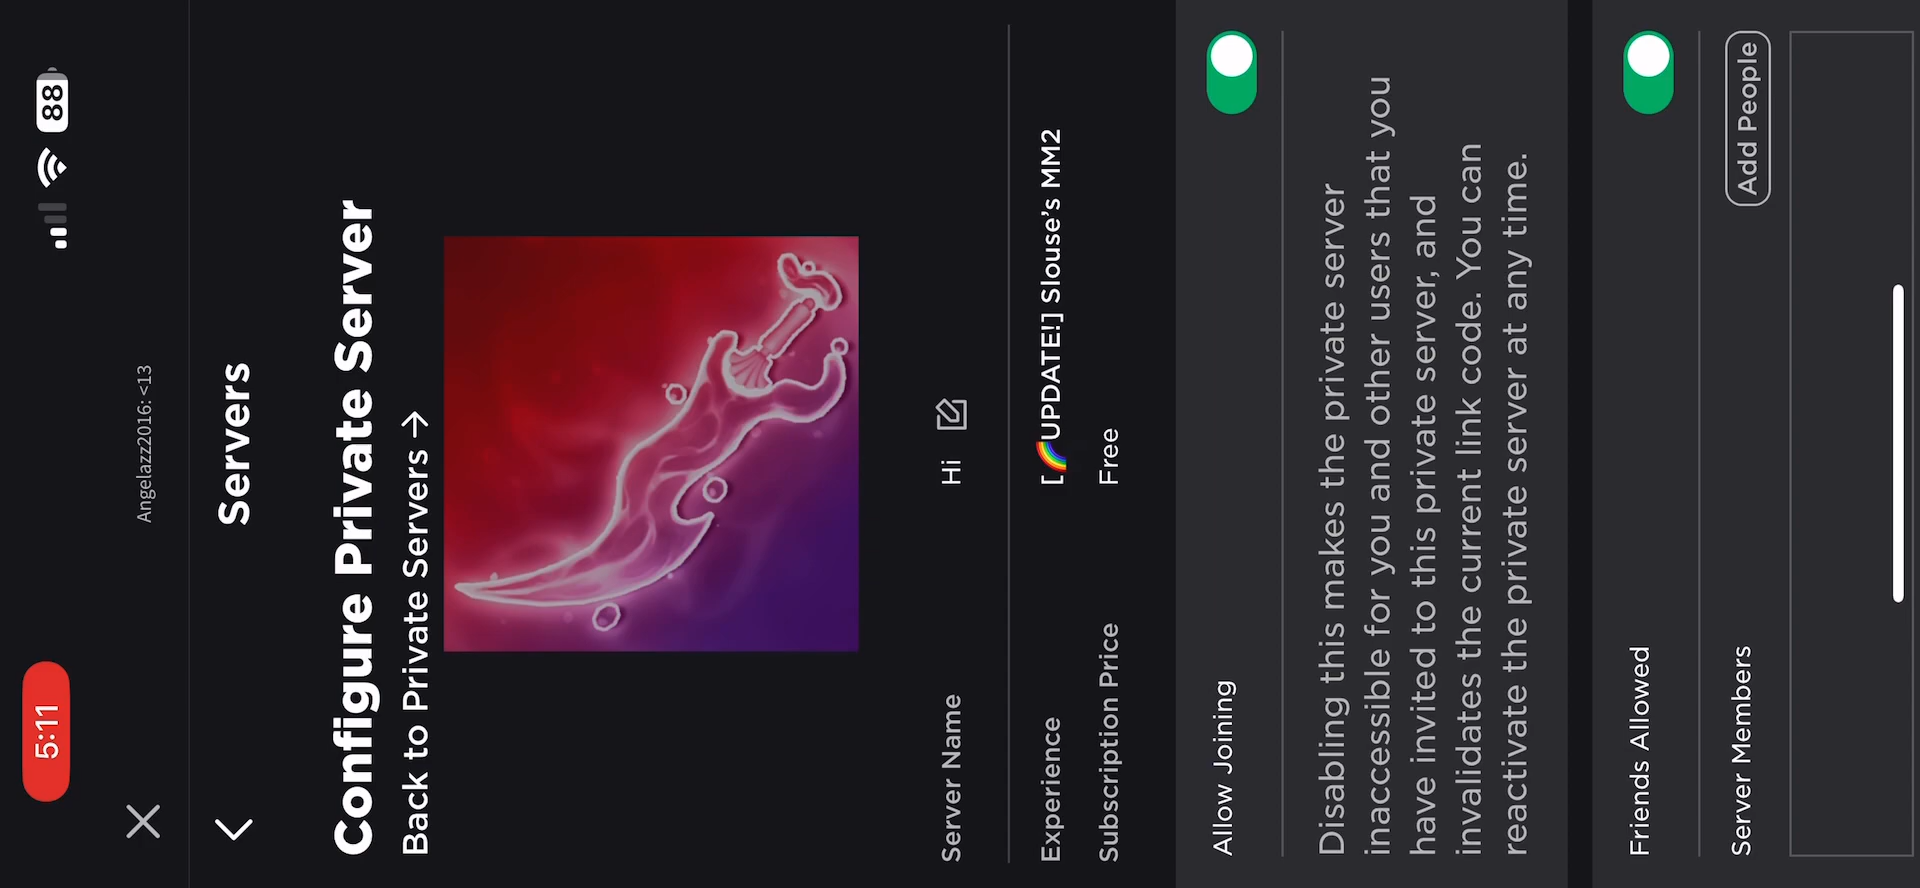 5:11
88
Angelazz2016: <13
Servers
Configure Private Server
Back to Private Servers →
Server Name
Hi
Experience
[🌈UPDATE!] Slouse’s MM2
Subscription Price
Free
Allow Joining
Disabling this makes the private server
inaccessible for you and other users that you
have invited to this private server, and
invalidates the current link code. You can
reactivate the private server at any time.
Friends Allowed
Server Members
Add People